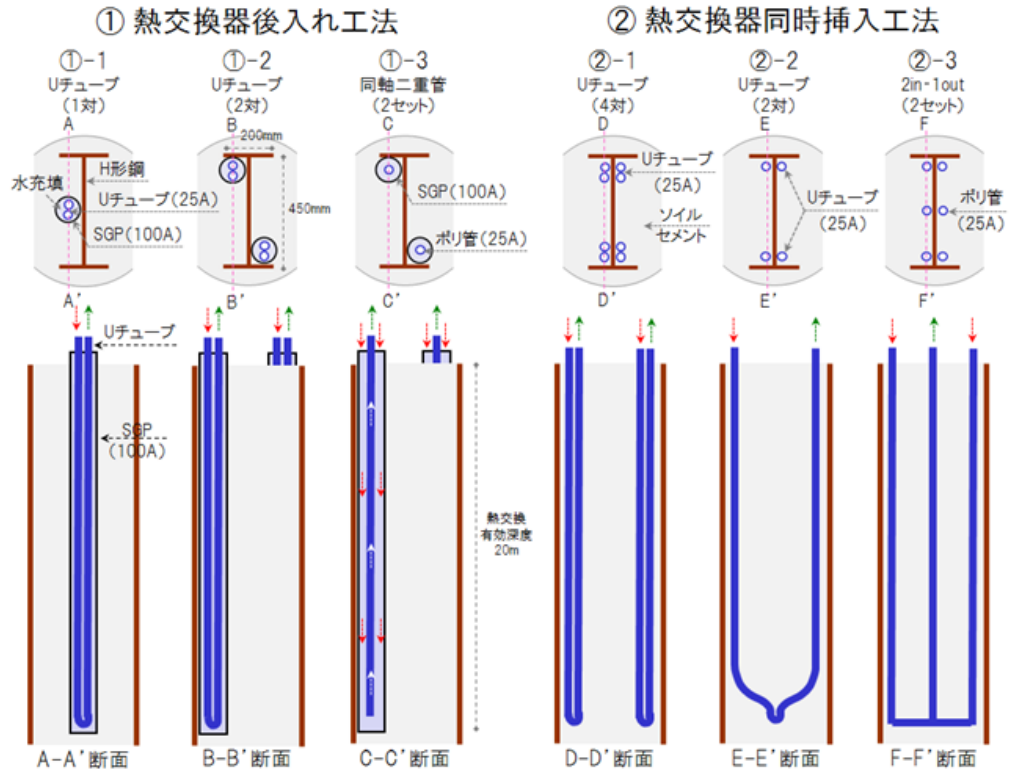 ① 熱交換器後入れ工法
② 熱交換器同時挿入工法
①-1
Uチューブ
(1対)
A
①-2
Uチューブ
(2対)
B
①-3
同軸二重管
(2セット)
C
②-1
Uチューブ
(4対)
D
②-2
Uチューブ
(2対)
E
②-3
2in-1out
(2セット)
F
水充填
H形鋼
Uチューブ(25A)
SGP(100A)
200mm
450mm
SGP(100A)
ポリ管(25A)
Uチューブ
(25A)
ソイル
セメント
Uチューブ
(25A)
ポリ管
(25A)
A'
B'
C'
D'
E'
F'
Uチューブ
SGP
(100A)
熱交換
有効深度
20m
A-A'断面
B-B'断面
C-C'断面
D-D'断面
E-E'断面
F-F'断面